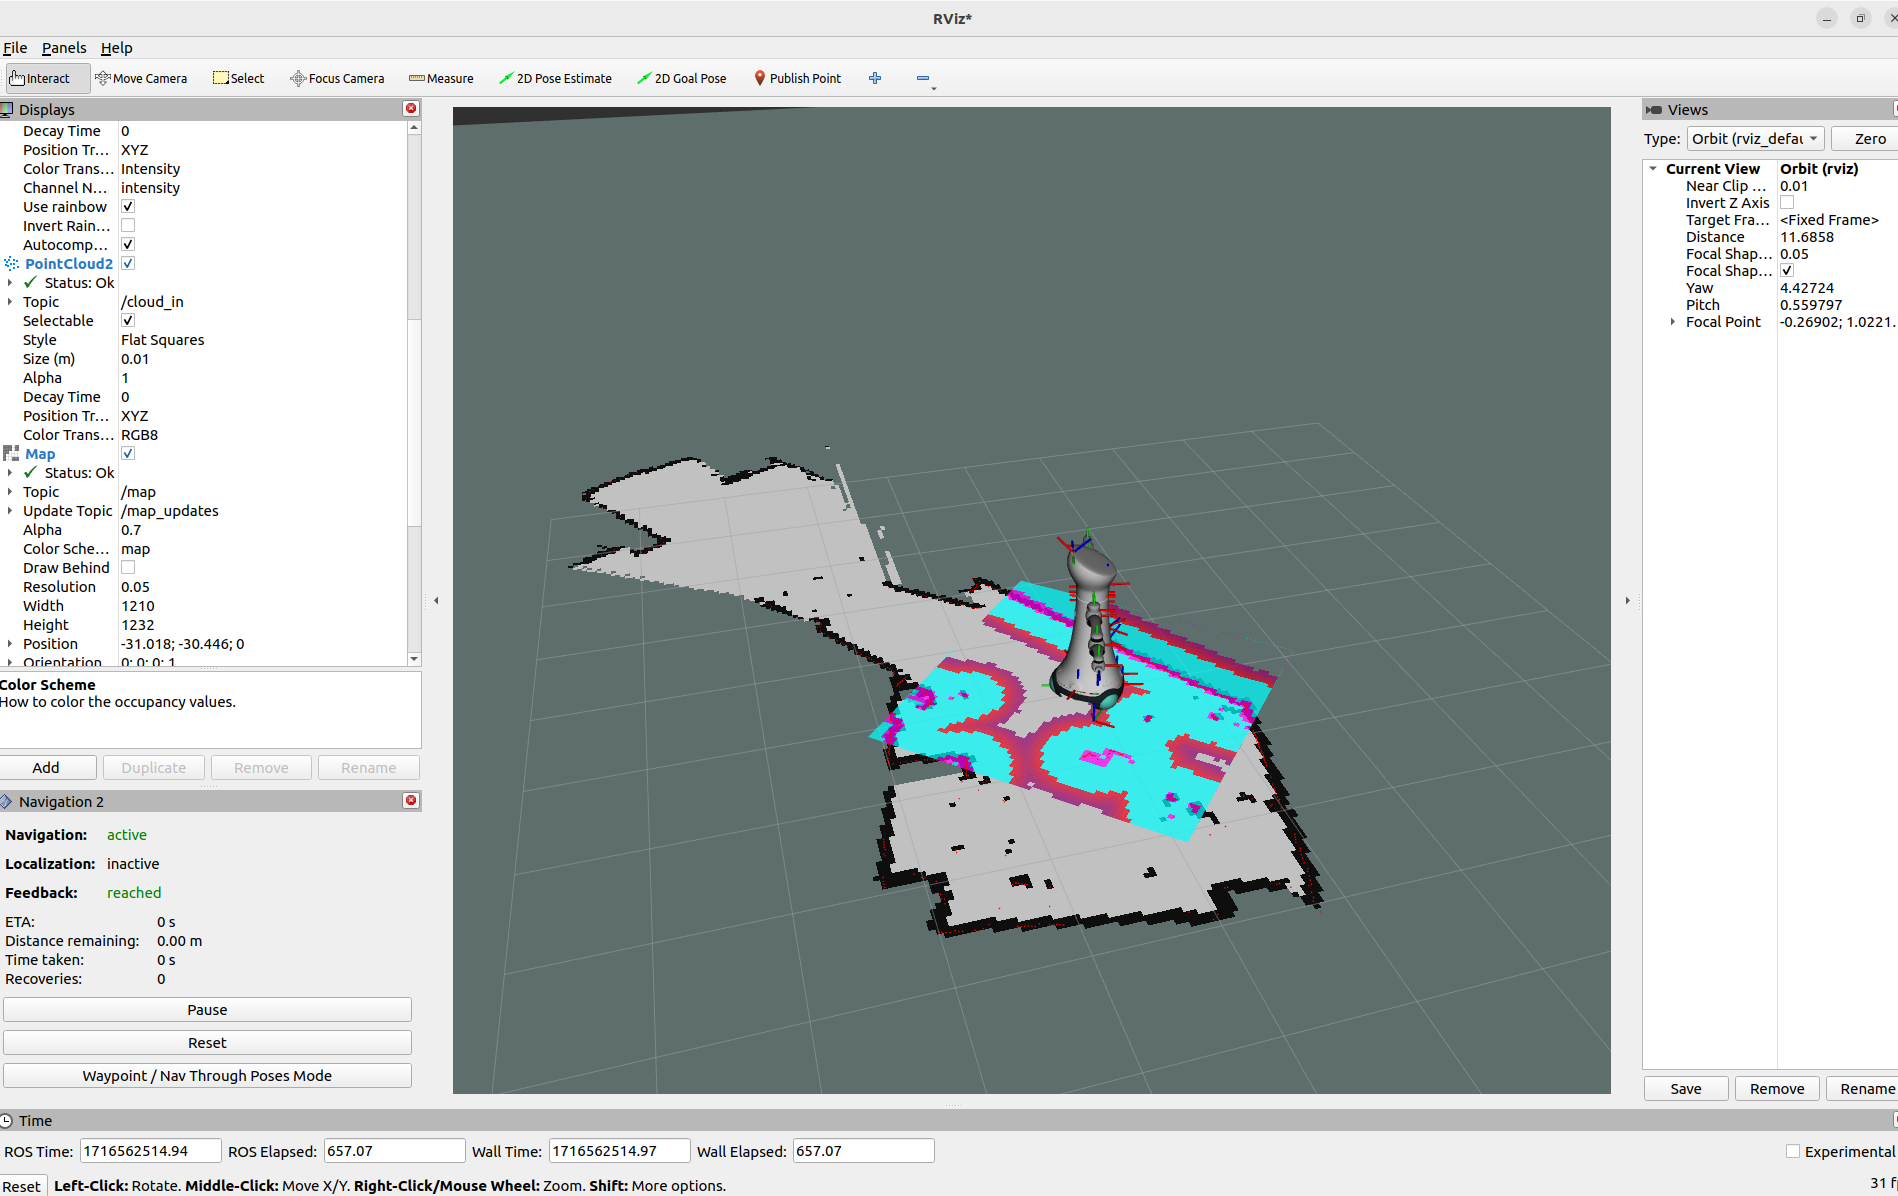 RViz*
File Panels Help
Interact Move Camera Select Focus Camera Measure 2D Pose Estimate 2D Goal Pose Publish Point
Displays
Decay Time 0
Position Tr... XYZ
Color Trans... Intensity
Channel N... intensity
Use rainbow
Invert Rain...
Autocomp...
PointCloud2
Status: Ok
Topic /cloud_in
Selectable
Style Flat Squares
Size (m) 0.01
Alpha 1
Decay Time 0
Position Tr... XYZ
Color Trans... RGB8
Map
Status: Ok
Topic /map
Update Topic /map_updates
Alpha 0.7
Color Sche... map
Draw Behind
Resolution 0.05
Width 1210
Height 1232
Position -31.018; -30.446; 0
Orientation 0; 0; 0; 1
Color Scheme
How to color the occupancy values.
Add Duplicate Remove Rename
Navigation 2
Navigation: active
Localization: inactive
Feedback: reached
ETA: 0 s
Distance remaining: 0.00 m
Time taken: 0 s
Recoveries: 0
Pause
Reset
Waypoint / Nav Through Poses Mode
Views
Type: Orbit (rviz_defau Zero
Current View Orbit (rviz)
Near Clip ... 0.01
Invert Z Axis
Target Fra... <Fixed Frame>
Distance 11.6858
Focal Shap... 0.05
Focal Shap...
Yaw 4.42724
Pitch 0.559797
Focal Point -0.26902; 1.0221.
Save Remove Rename
Time
ROS Time: 1716562514.94 ROS Elapsed: 657.07 Wall Time: 1716562514.97 Wall Elapsed: 657.07 Experimental
Reset Left-Click: Rotate. Middle-Click: Move X/Y. Right-Click/Mouse Wheel: Zoom. Shift: More options. 31 f